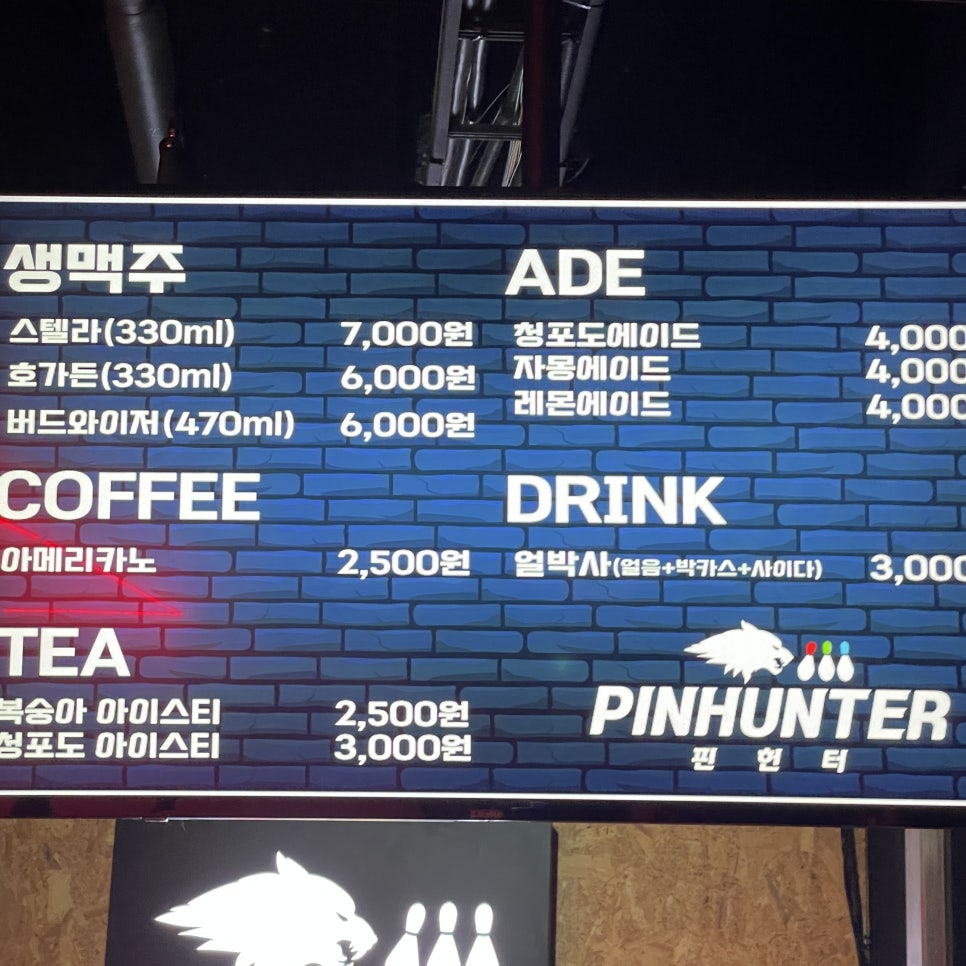 생맥주
스텔라(330ml) 7,000원
호가든(330ml) 6,000원
버드와이저(470ml) 6,000원
COFFEE
아메리카노 2,500원
TEA
복숭아 아이스티 2,500원
청포도 아이스티 3,000원
ADE
청포도에이드 4,000
자몽에이드 4,000
레몬에이드 4,000
DRINK
얼박사(얼음+박카스+사이다) 3,000
PINHUNTER
핀헌터